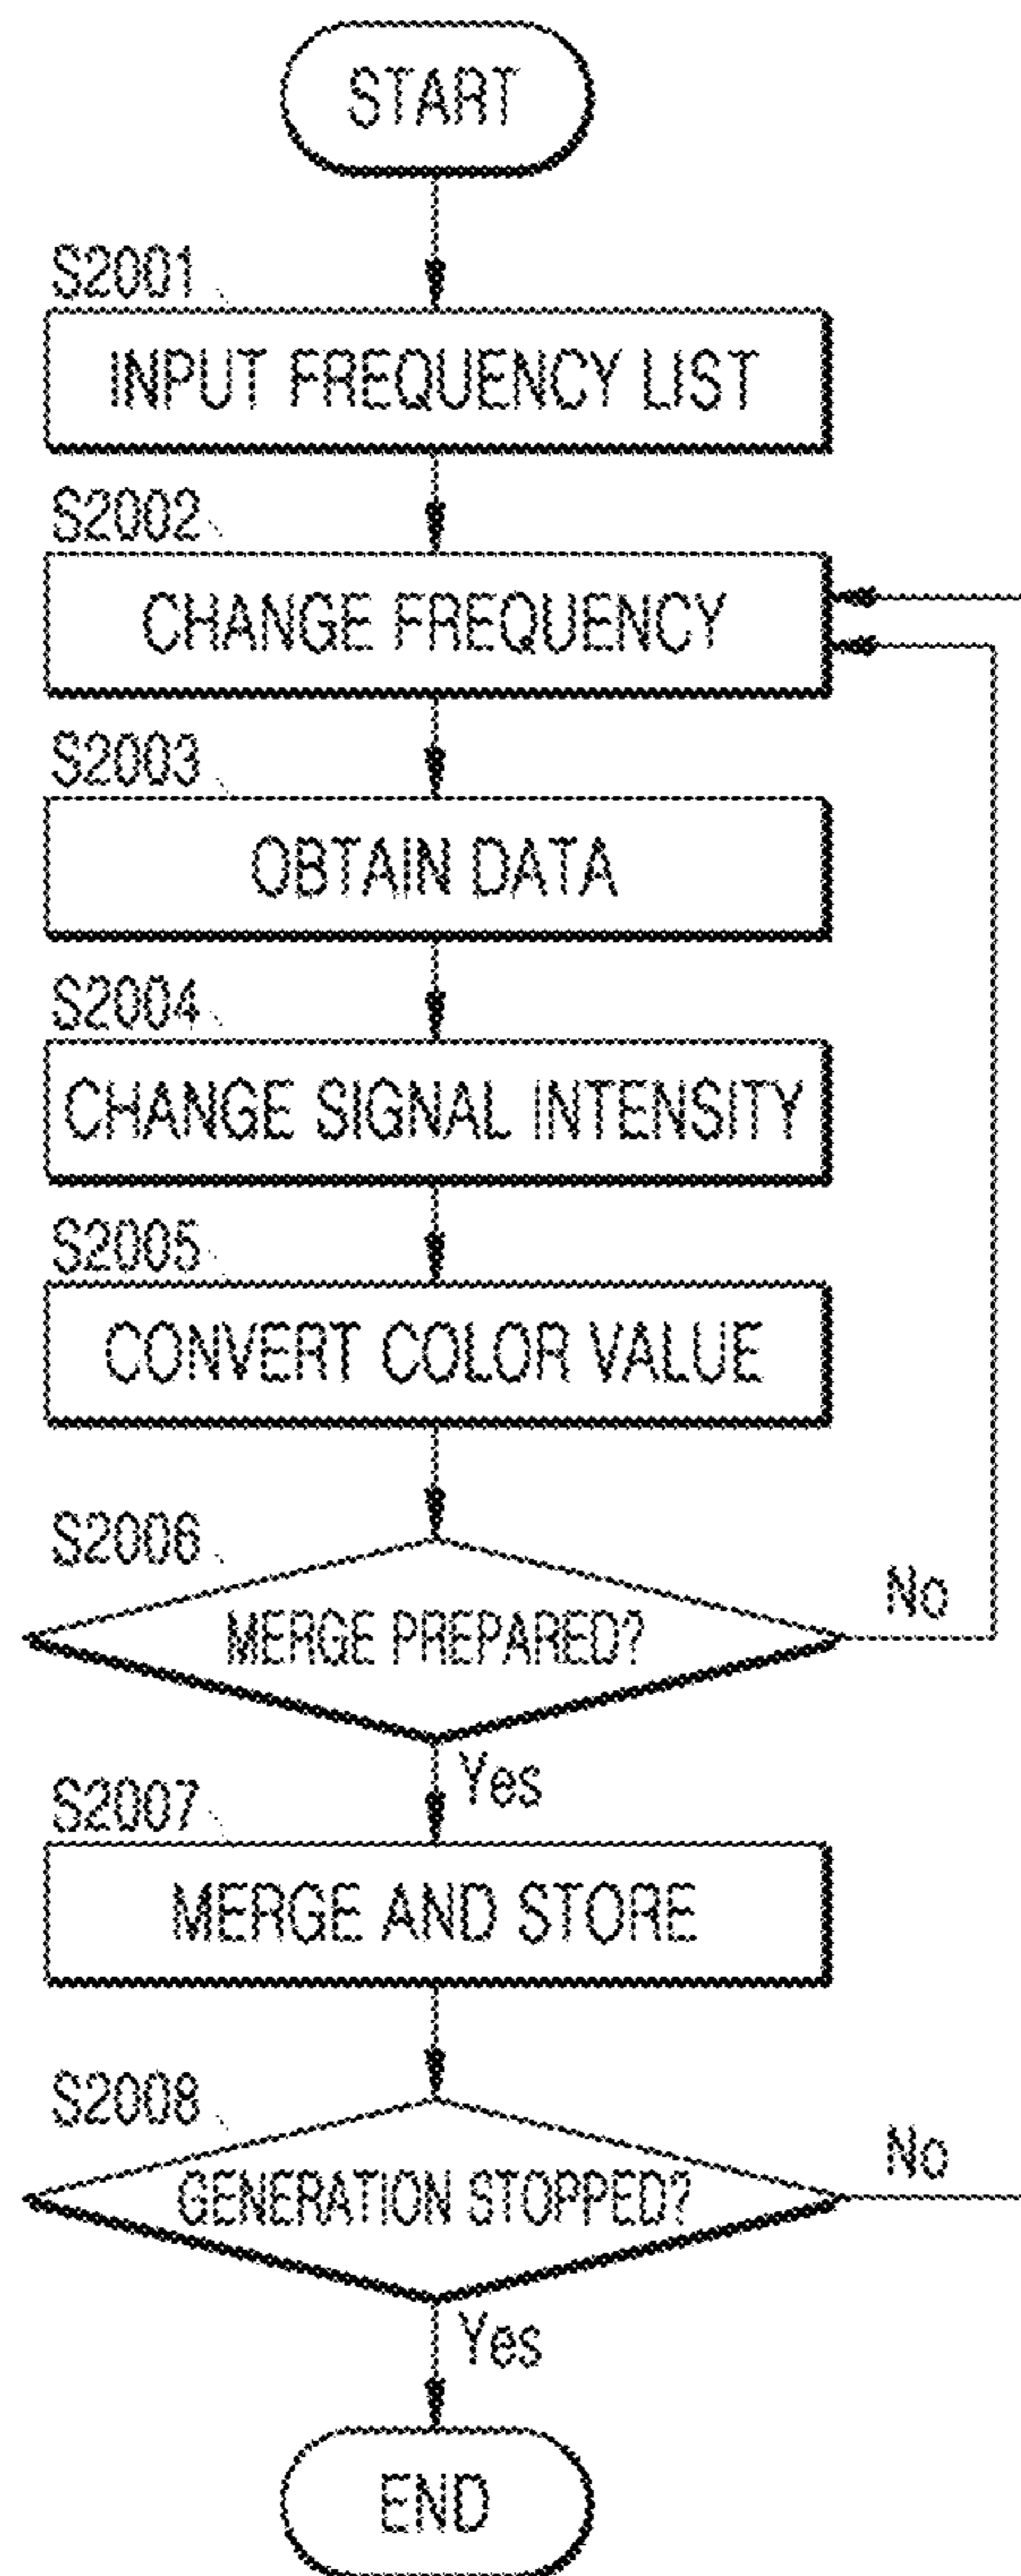 START
S2001
INPUT FREQUENCY LIST
S2002
CHANGE FREQUENCY
S2003
OBTAIN DATA
S2004
CHANGE SIGNAL INTENSITY
S2005
CONVERT COLOR VALUE
S2006
MERGE PREPARED?
No
Yes
S2007
MERGE AND STORE
S2008
GENERATION STOPPED?
No
Yes
END